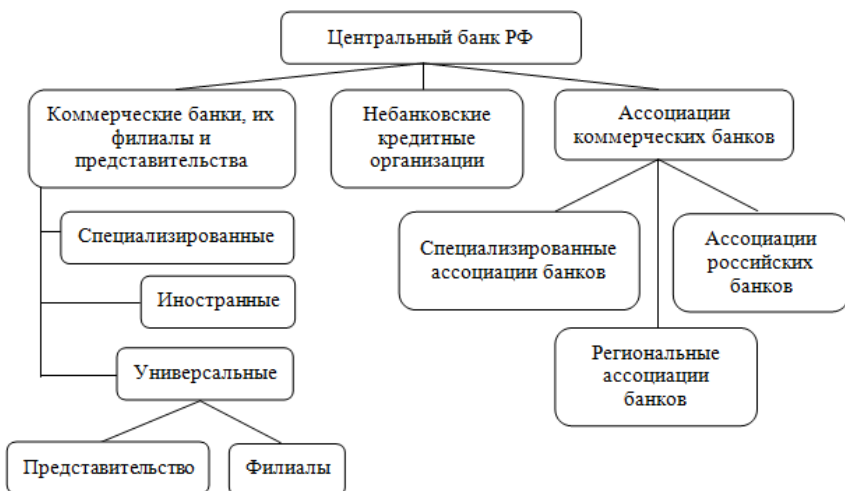 Центральный банк РФ
Коммерческие банки, их
филиалы и
представительства
Небанковские
кредитные
организации
Ассоциации
коммерческих банков
Специализированные
Иностранные
Универсальные
Представительство
Филиалы
Специализированные
ассоциации банков
Ассоциации
российских
банков
Региональные
ассоциации
банков